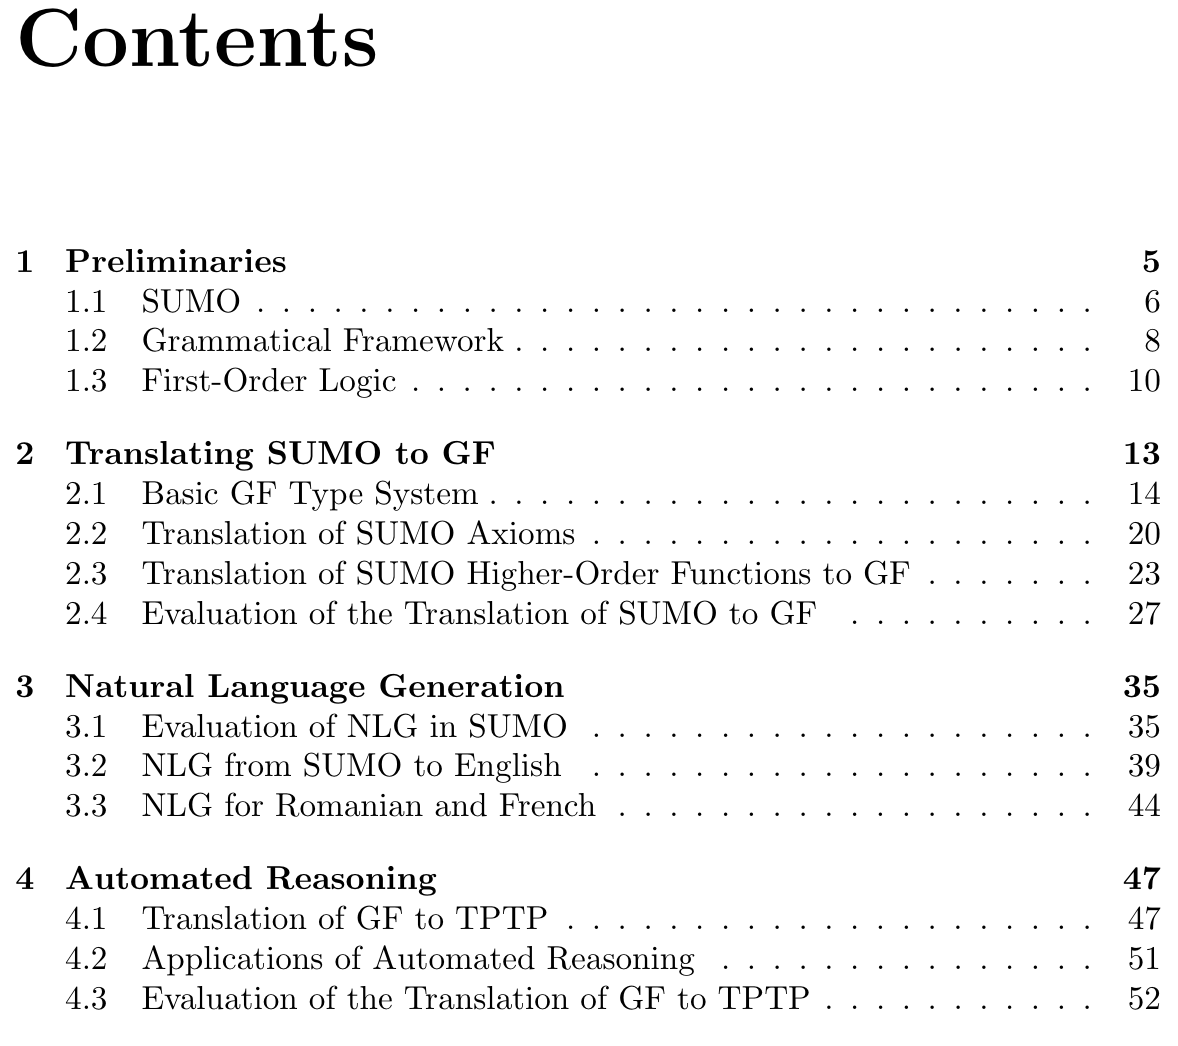 Contents
1 Preliminaries 5
1.1 SUMO . . . . . . . . . . . . . . . . . . . . . . . . . . . . . . . . . 6
1.2 Grammatical Framework . . . . . . . . . . . . . . . . . . . . . . . 8
1.3 First-Order Logic . . . . . . . . . . . . . . . . . . . . . . . . . . . 10
2 Translating SUMO to GF 13
2.1 Basic GF Type System . . . . . . . . . . . . . . . . . . . . . . . . 14
2.2 Translation of SUMO Axioms . . . . . . . . . . . . . . . . . . . . 20
2.3 Translation of SUMO Higher-Order Functions to GF . . . . . . . 23
2.4 Evaluation of the Translation of SUMO to GF . . . . . . . . . . 27
3 Natural Language Generation 35
3.1 Evaluation of NLG in SUMO . . . . . . . . . . . . . . . . . . . . 35
3.2 NLG from SUMO to English . . . . . . . . . . . . . . . . . . . . 39
3.3 NLG for Romanian and French . . . . . . . . . . . . . . . . . . . 44
4 Automated Reasoning 47
4.1 Translation of GF to TPTP . . . . . . . . . . . . . . . . . . . . . 47
4.2 Applications of Automated Reasoning . . . . . . . . . . . . . . . 51
4.3 Evaluation of the Translation of GF to TPTP . . . . . . . . . . . 52